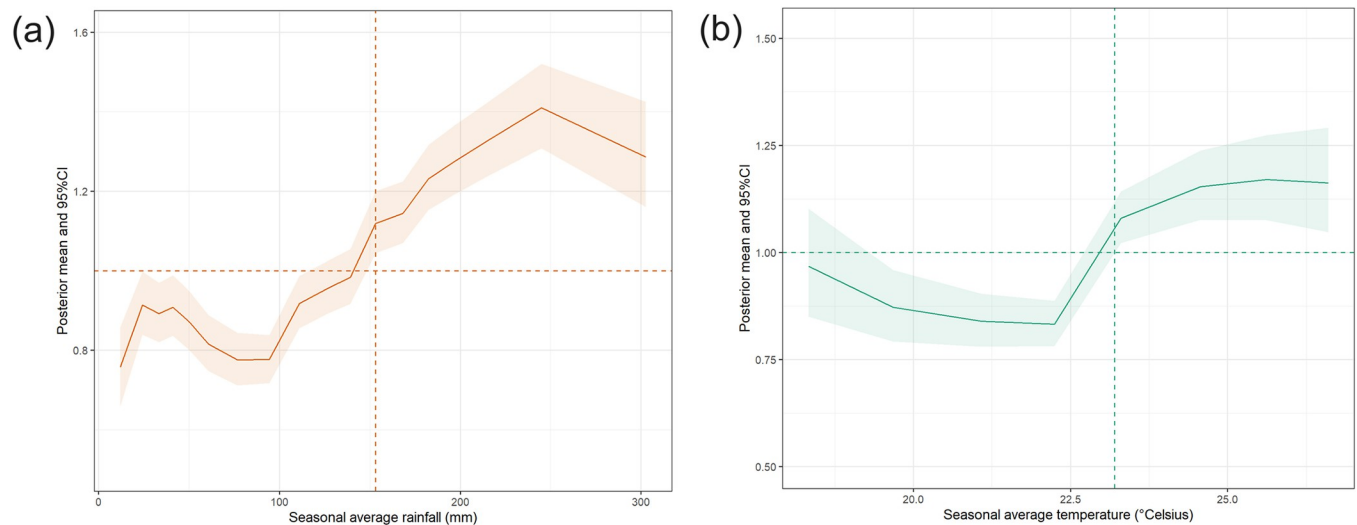 (a)
Posterior mean and 95%CI
1.6
1.2
0.8
0
100
200
300
Seasonal average rainfall (mm)
(b)
Posterior mean and 95%CI
1.50
1.25
1.00
0.75
0.50
20.0
22.5
25.0
Seasonal average temperature (°Celsius)